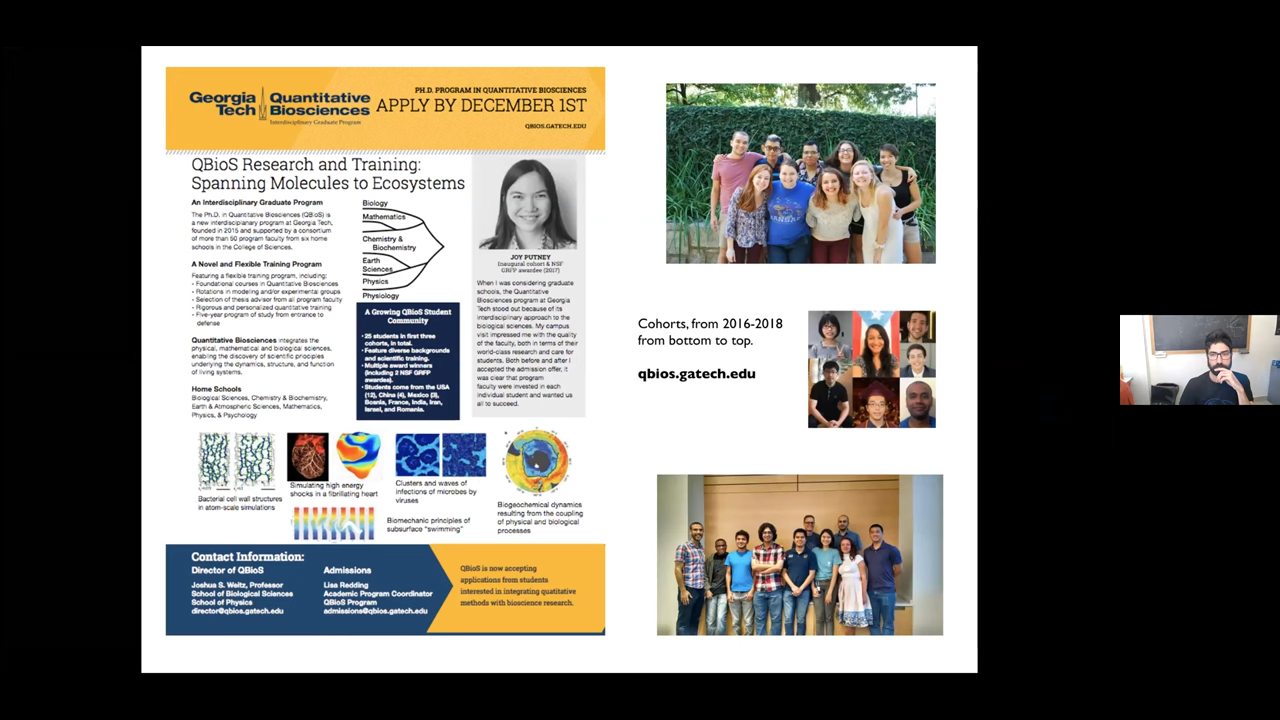 Georgia Tech
Quantitative Biosciences
Interdisciplinary Graduate Program
PH.D. PROGRAM IN QUANTITATIVE BIOSCIENCES
APPLY BY DECEMBER 1ST
QBIOS.GATECH.EDU
QBioS Research and Training:
Spanning Molecules to Ecosystems
An Interdisciplinary Graduate Program
The Ph.D. in Quantitative Biosciences (QBioS) is
a new interdisciplinary program at Georgia Tech,
founded in 2015 and supported by a consortium
of more than 50 program faculty from six home
schools in the College of Sciences.
A Novel and Flexible Training Program
Featuring a flexible training program, including:
- Foundational courses in Quantitative Biosciences
- Rotations in modeling and/or experimental groups
- Selection of thesis advisor from all program faculty
- Rigorous and personalized quantitative training
- Five-year program of study from entrance to
defense
Quantitative Biosciences integrates the
physical, mathematical and biological sciences,
enabling the discovery of scientific principles
underlying the dynamics, structure, and function
of living systems.
Home Schools
Biological Sciences, Chemistry & Biochemistry,
Earth & Atmospheric Sciences, Mathematics,
Physics, & Psychology
Biology
Mathematics
Chemistry &
Biochemistry
Earth
Sciences
Physics
Physiology
A Growing QBioS Student
Community
• 25 students in first three
cohorts, in total.
• Feature diverse backgrounds
and scientific training.
• Multiple award winners
(including 2 NSF GRFP
awardes).
• Students come from the USA
(12), China (4), Mexico (3),
Bosnia, France, India, Iran,
Israel, and Romania.
JOY PUTNEY
Inaugural cohort & NSF
GRFP awardee (2017)
When I was considering graduate
schools, the Quantitative
Biosciences program at Georgia
Tech stood out because of its
interdisciplinary approach to the
biological sciences. My campus
visit impressed me with the quality
of the faculty, both in terms of their
world-class research and care for
students. Both before and after I
accepted the admission offer, it
was clear that program
faculty were invested in each
individual student and wanted us
all to succeed.
Bacterial cell wall structures
in atom-scale simulations
Simulating high energy
shocks in a fibrillating heart
Clusters and waves of
infections of microbes by
viruses
Biomechanic principles of
subsurface "swimming"
Biogeochemical dynamics
resulting from the coupling
of physical and biological
processes
Contact Information:
Director of QBioS
Joshua S. Weitz, Professor
School of Biological Sciences
School of Physics
director@qbios.gatech.edu
Admissions
Lisa Redding
Academic Program Coordinator
QBioS Program
admissions@qbios.gatech.edu
QBioS is now accepting
applications from students
interested in integrating quatitative
methods with bioscience research.
Cohorts, from 2016-2018
from bottom to top.
qbios.gatech.edu